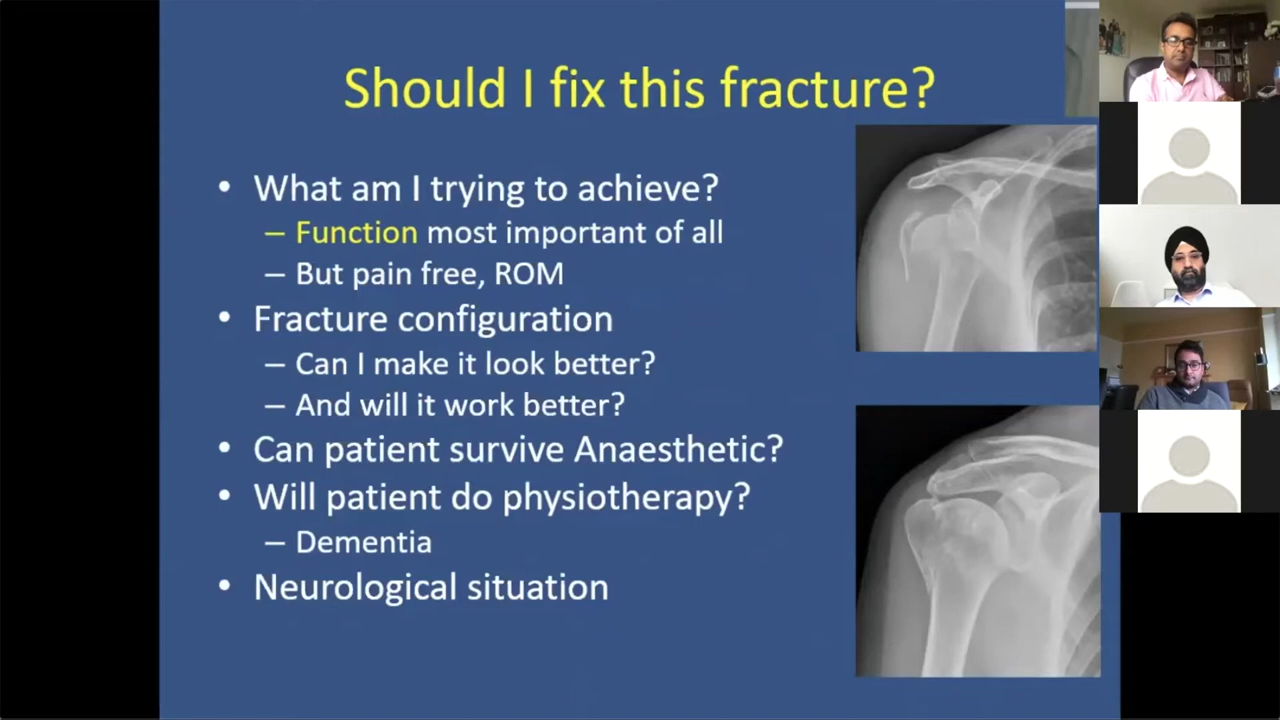 Should I fix this fracture?
• What am I trying to achieve?
– Function most important of all
– But pain free, ROM
• Fracture configuration
– Can I make it look better?
– And will it work better?
• Can patient survive Anaesthetic?
• Will patient do physiotherapy?
– Dementia
• Neurological situation